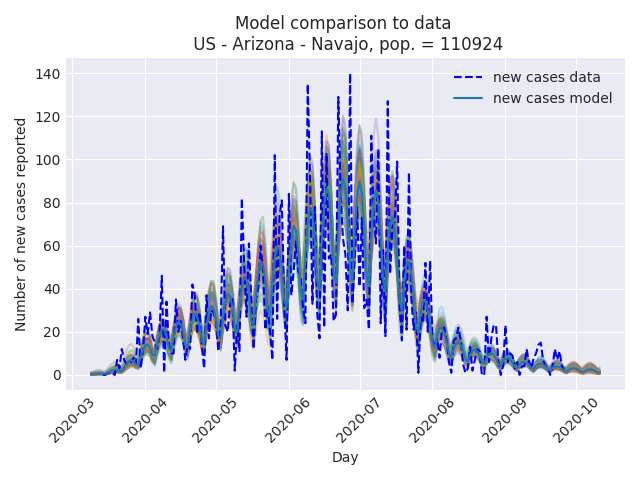 Model comparison to data
US - Arizona - Navajo, pop. = 110924
new cases data
new cases model
Number of new cases reported
140
120
100
80
60
40
20
0
2020-03
2020-04
2020-05
2020-06
2020-07
2020-08
2020-09
2020-10
Day